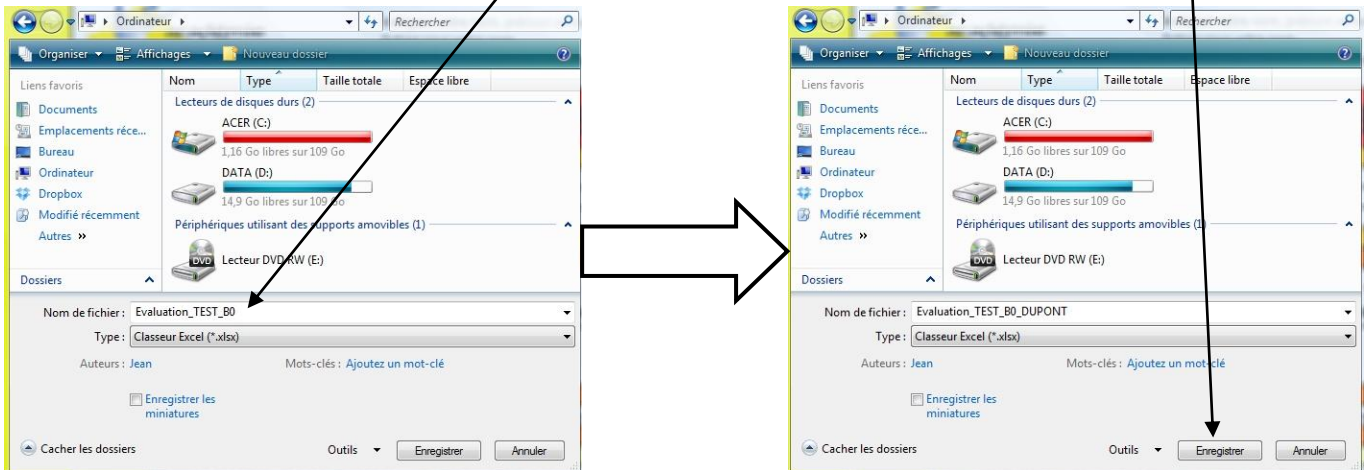 Ordinateur
Rechercher
Organiser Affichages Nouveau dossier
Liens favoris
Documents
Emplacements réce...
Bureau
Ordinateur
Dropbox
Modifié récemment
Autres »
Dossiers
Nom Type Taille totale Espace libre
Lecteurs de disques durs (2)
ACER (C:)
1,16 Go libres sur 109 Go
DATA (D:)
14,9 Go libres sur 109 Go
Périphériques utilisant des supports amovibles (1)
DVD
Lecteur DVD RW (E:)
Nom de fichier : Evaluation_TEST_B0
Type : Classeur Excel (*.xlsx)
Auteurs : Jean Mots-clés : Ajoutez un mot-clé
Enregistrer les
miniatures
Cacher les dossiers Outils Enregistrer Annuler
Ordinateur
Rechercher
Organiser Affichages Nouveau dossier
Liens favoris
Documents
Emplacements réce...
Bureau
Ordinateur
Dropbox
Modifié récemment
Autres »
Dossiers
Nom Type Taille totale Espace libre
Lecteurs de disques durs (2)
ACER (C:)
1,16 Go libres sur 109 Go
DATA (D:)
14,9 Go libres sur 109 Go
Périphériques utilisant des supports amovibles (1)
DVD
Lecteur DVD RW (E:)
Nom de fichier : Evaluation_TEST_B0_DUPONT
Type : Classeur Excel (*.xlsx)
Auteurs : Jean Mots-clés : Ajoutez un mot-clé
Enregistrer les
miniatures
Cacher les dossiers Outils Enregistrer Annuler